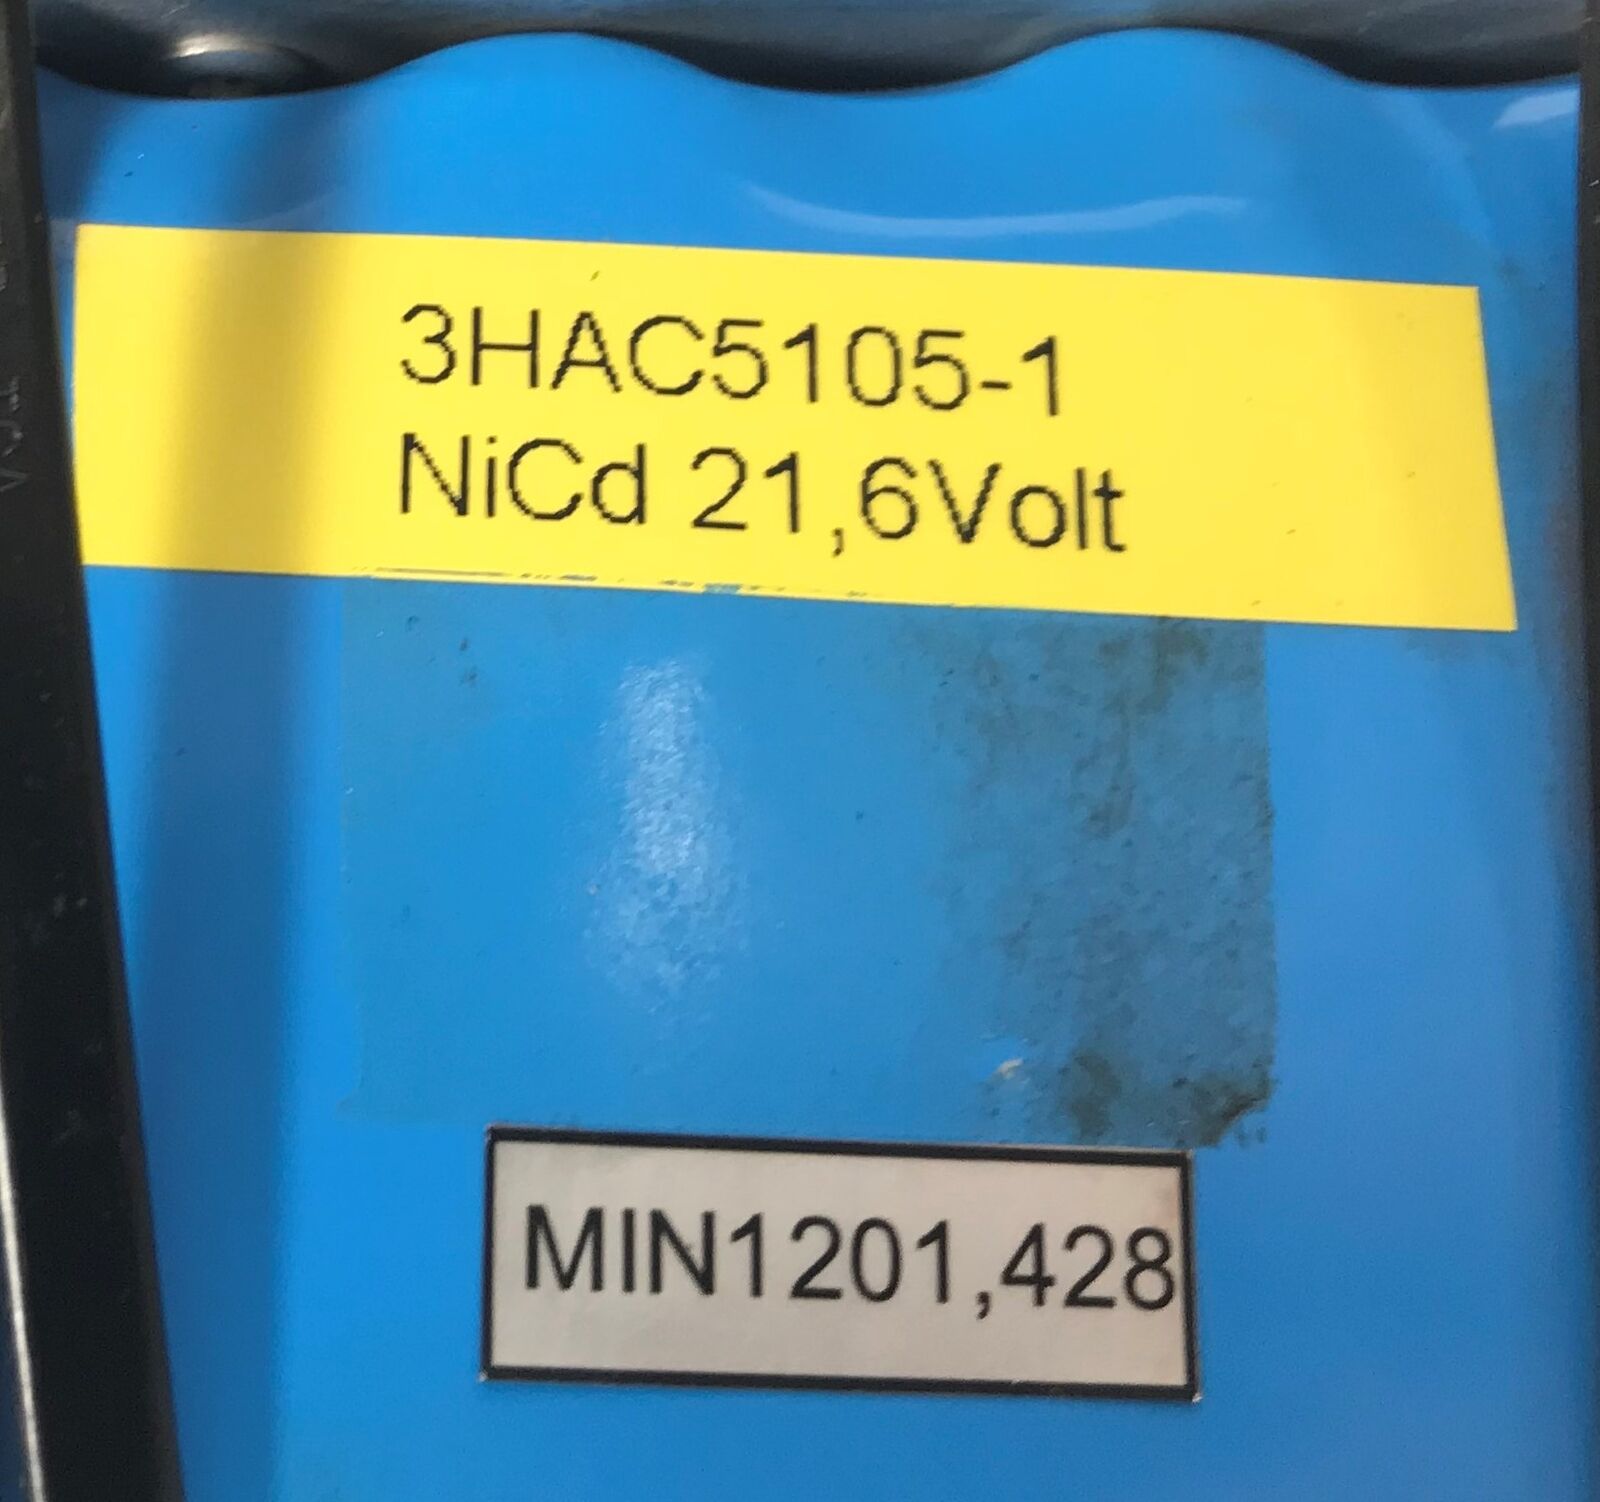 3HAC5105-1
NiCd 21,6Volt
MIN1201,428